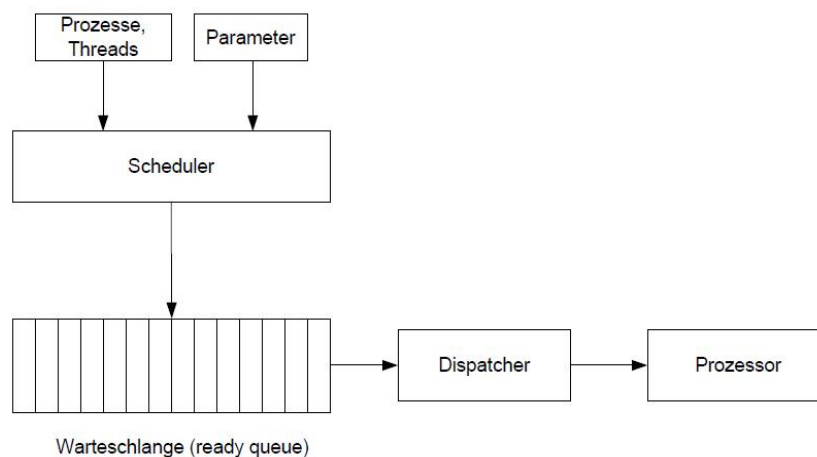 Prozesse,
Threads
Parameter
Scheduler
Dispatcher
Prozessor
Warteschlange (ready queue)